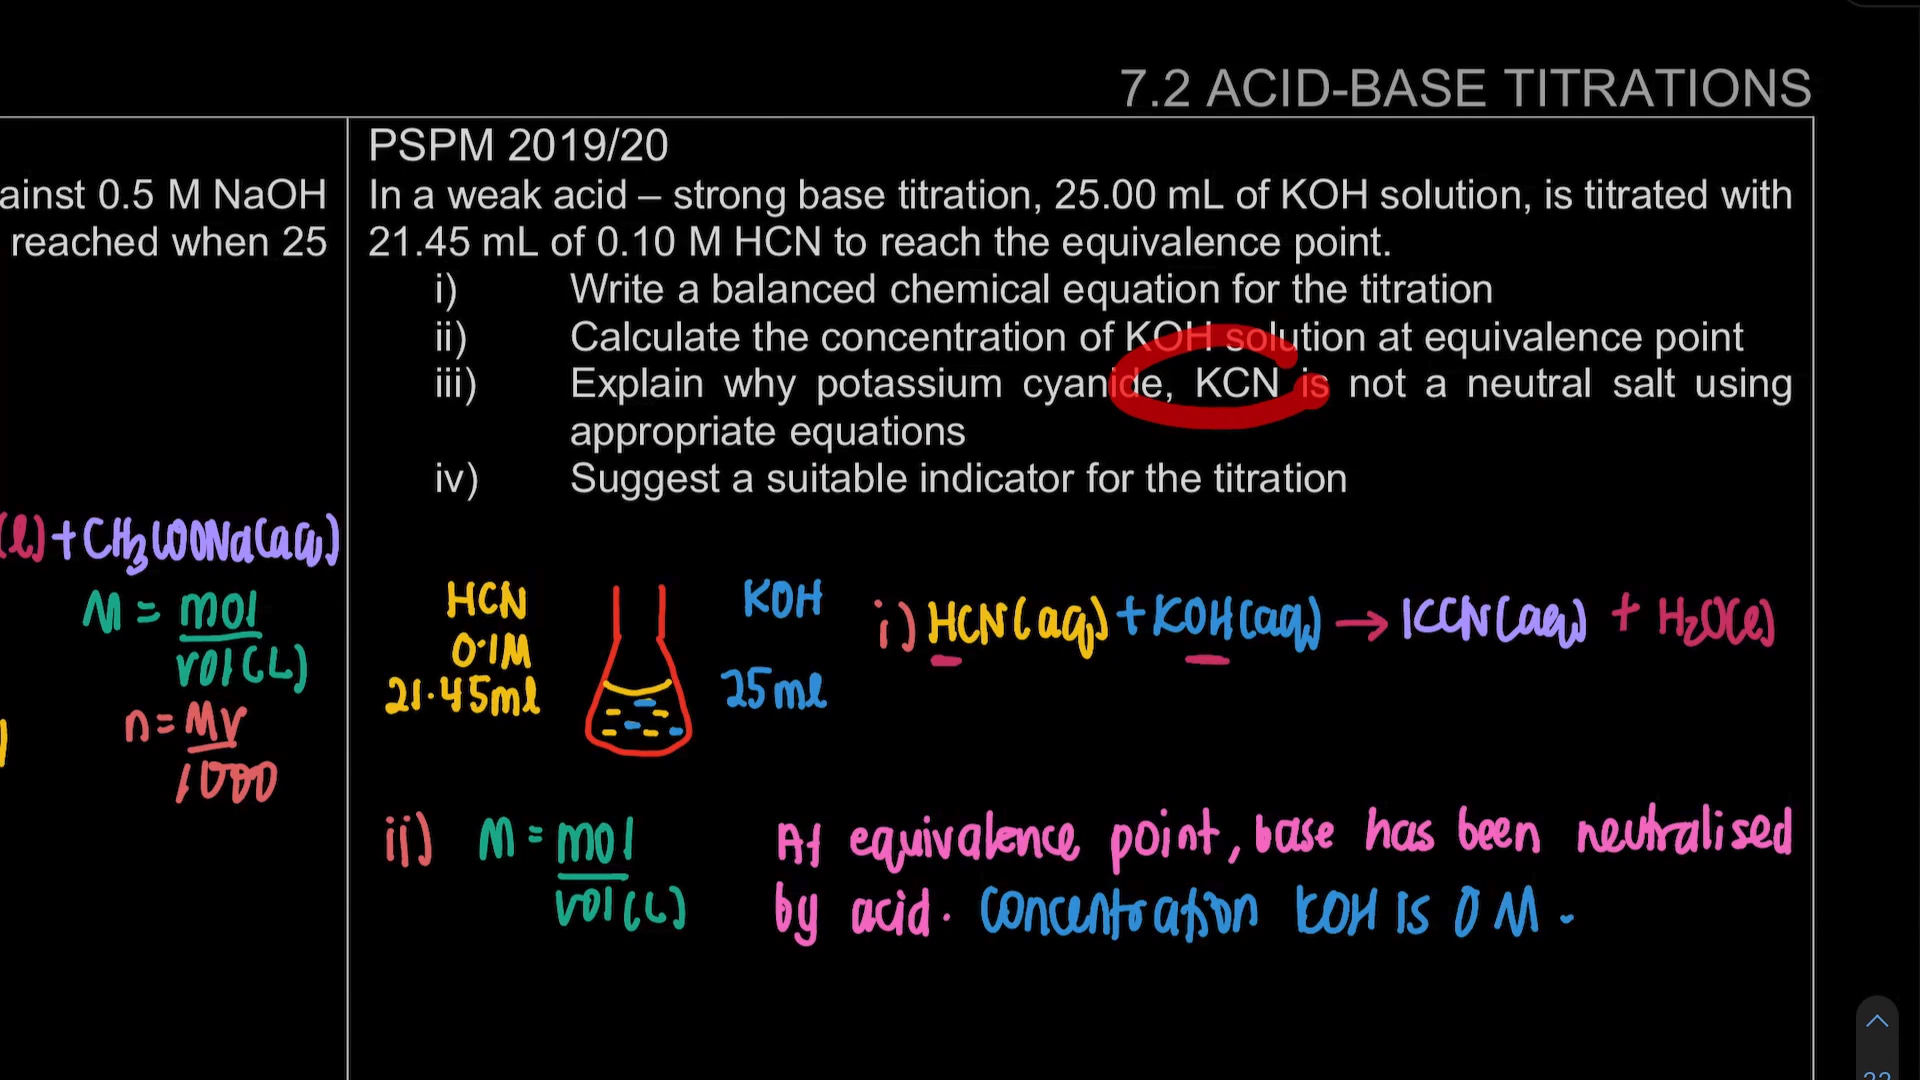 7.2 ACID-BASE TITRATIONS
ainst 0.5 M NaOH
reached when 25
(l) + CH3COONa(aq)
M = mol
vol(L)
n = MV
1000
PSPM 2019/20
In a weak acid – strong base titration, 25.00 mL of KOH solution, is titrated with
21.45 mL of 0.10 M HCN to reach the equivalence point.
i) Write a balanced chemical equation for the titration
ii) Calculate the concentration of KOH solution at equivalence point
iii) Explain why potassium cyanide, KCN is not a neutral salt using
appropriate equations
iv) Suggest a suitable indicator for the titration
HCN
0.1M
21.45ml
KOH
25ml
i) HCN(aq) + KOH(aq) → KCN(aq) + H2O(l)
ii) M = mol
vol(L)
At equivalence point, base has been neutralised
by acid. Concentration KOH is 0 M.